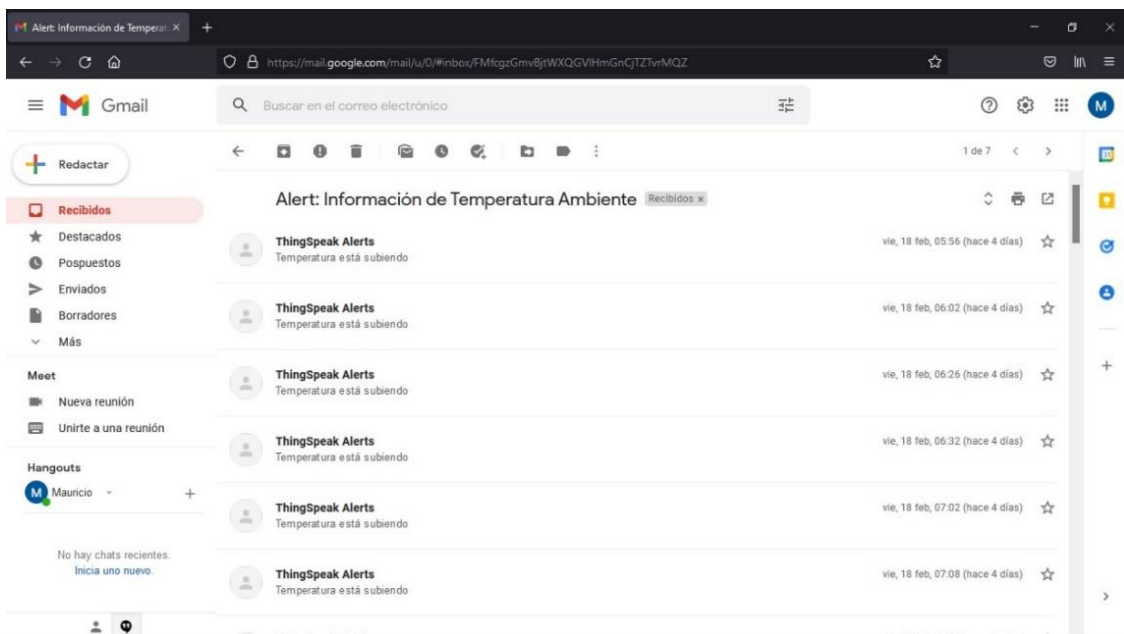 Alert: Información de Temperat
https://mail.google.com/mail/u/0/#inbox/FMfcgzGmvBjtWXQGVlHmGnCjTZTvrMQZ
Gmail
Buscar en el correo electrónico
M
Redactar
1 de 7
Alert: Información de Temperatura Ambiente Recibidos x
Recibidos
Destacados
Pospuestos
Enviados
Borradores
Más
Meet
Nueva reunión
Unirte a una reunión
Hangouts
M Mauricio
No hay chats recientes.
Inicia uno nuevo.
ThingSpeak Alerts vie, 18 feb, 05:56 (hace 4 días)
Temperatura está subiendo
ThingSpeak Alerts vie, 18 feb, 06:02 (hace 4 días)
Temperatura está subiendo
ThingSpeak Alerts vie, 18 feb, 06:26 (hace 4 días)
Temperatura está subiendo
ThingSpeak Alerts vie, 18 feb, 06:32 (hace 4 días)
Temperatura está subiendo
ThingSpeak Alerts vie, 18 feb, 07:02 (hace 4 días)
Temperatura está subiendo
ThingSpeak Alerts vie, 18 feb, 07:08 (hace 4 días)
Temperatura está subiendo